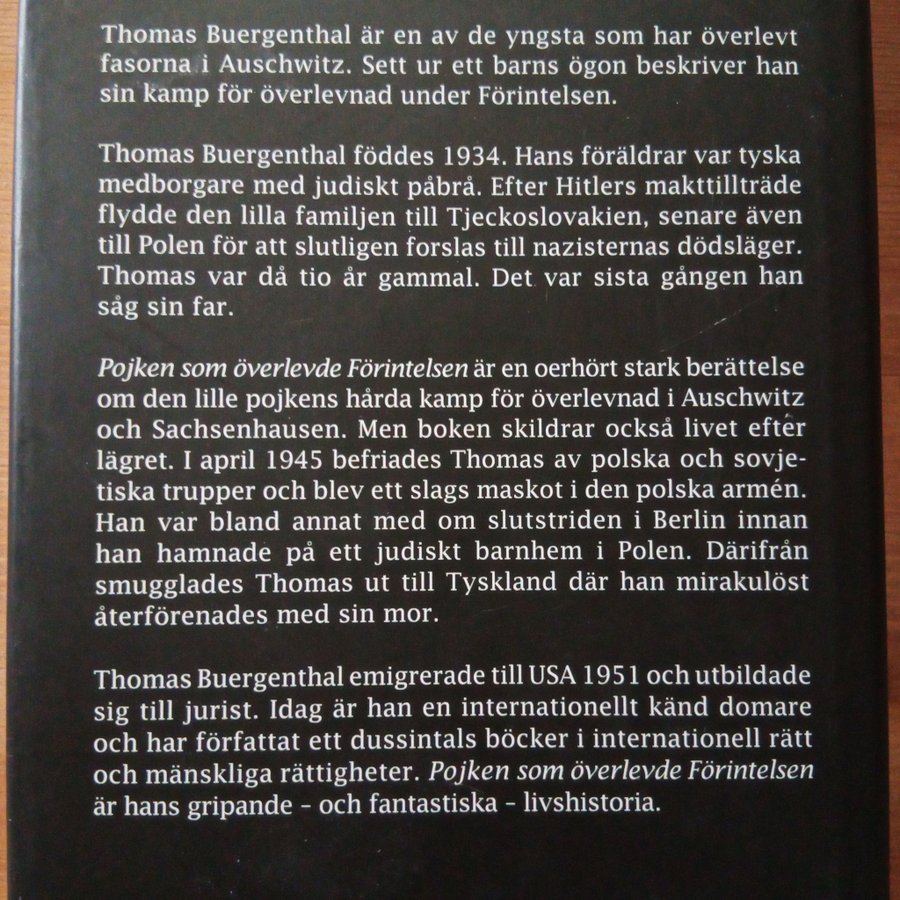 Thomas Buergenthal är en av de yngsta som har överlevt
fasorna i Auschwitz. Sett ur ett barns ögon beskriver han
sin kamp för överlevnad under Förintelsen.
Thomas Buergenthal föddes 1934. Hans föräldrar var tyska
medborgare med judiskt påbrå. Efter Hitlers makttillträde
flydde den lilla familjen till Tjeckoslovakien, senare även
till Polen för att slutligen forslas till nazisternas dödsläger.
Thomas var då tio år gammal. Det var sista gången han
såg sin far.
Pojken som överlevde Förintelsen är en oerhört stark berättelse
om den lille pojkens hårda kamp för överlevnad i Auschwitz
och Sachsenhausen. Men boken skildrar också livet efter
lägret. I april 1945 befriades Thomas av polska och sovje-
tiska trupper och blev ett slags maskot i den polska armén.
Han var bland annat med om slutstriden i Berlin innan
han hamnade på ett judiskt barnhem i Polen. Därifrån
smugglades Thomas ut till Tyskland där han mirakulöst
återförenades med sin mor.
Thomas Buergenthal emigrerade till USA 1951 och utbildade
sig till jurist. Idag är han en internationellt känd domare
och har författat ett dussintals böcker i internationell rätt
och mänskliga rättigheter. Pojken som överlevde Förintelsen
är hans gripande – och fantastiska – livshistoria.